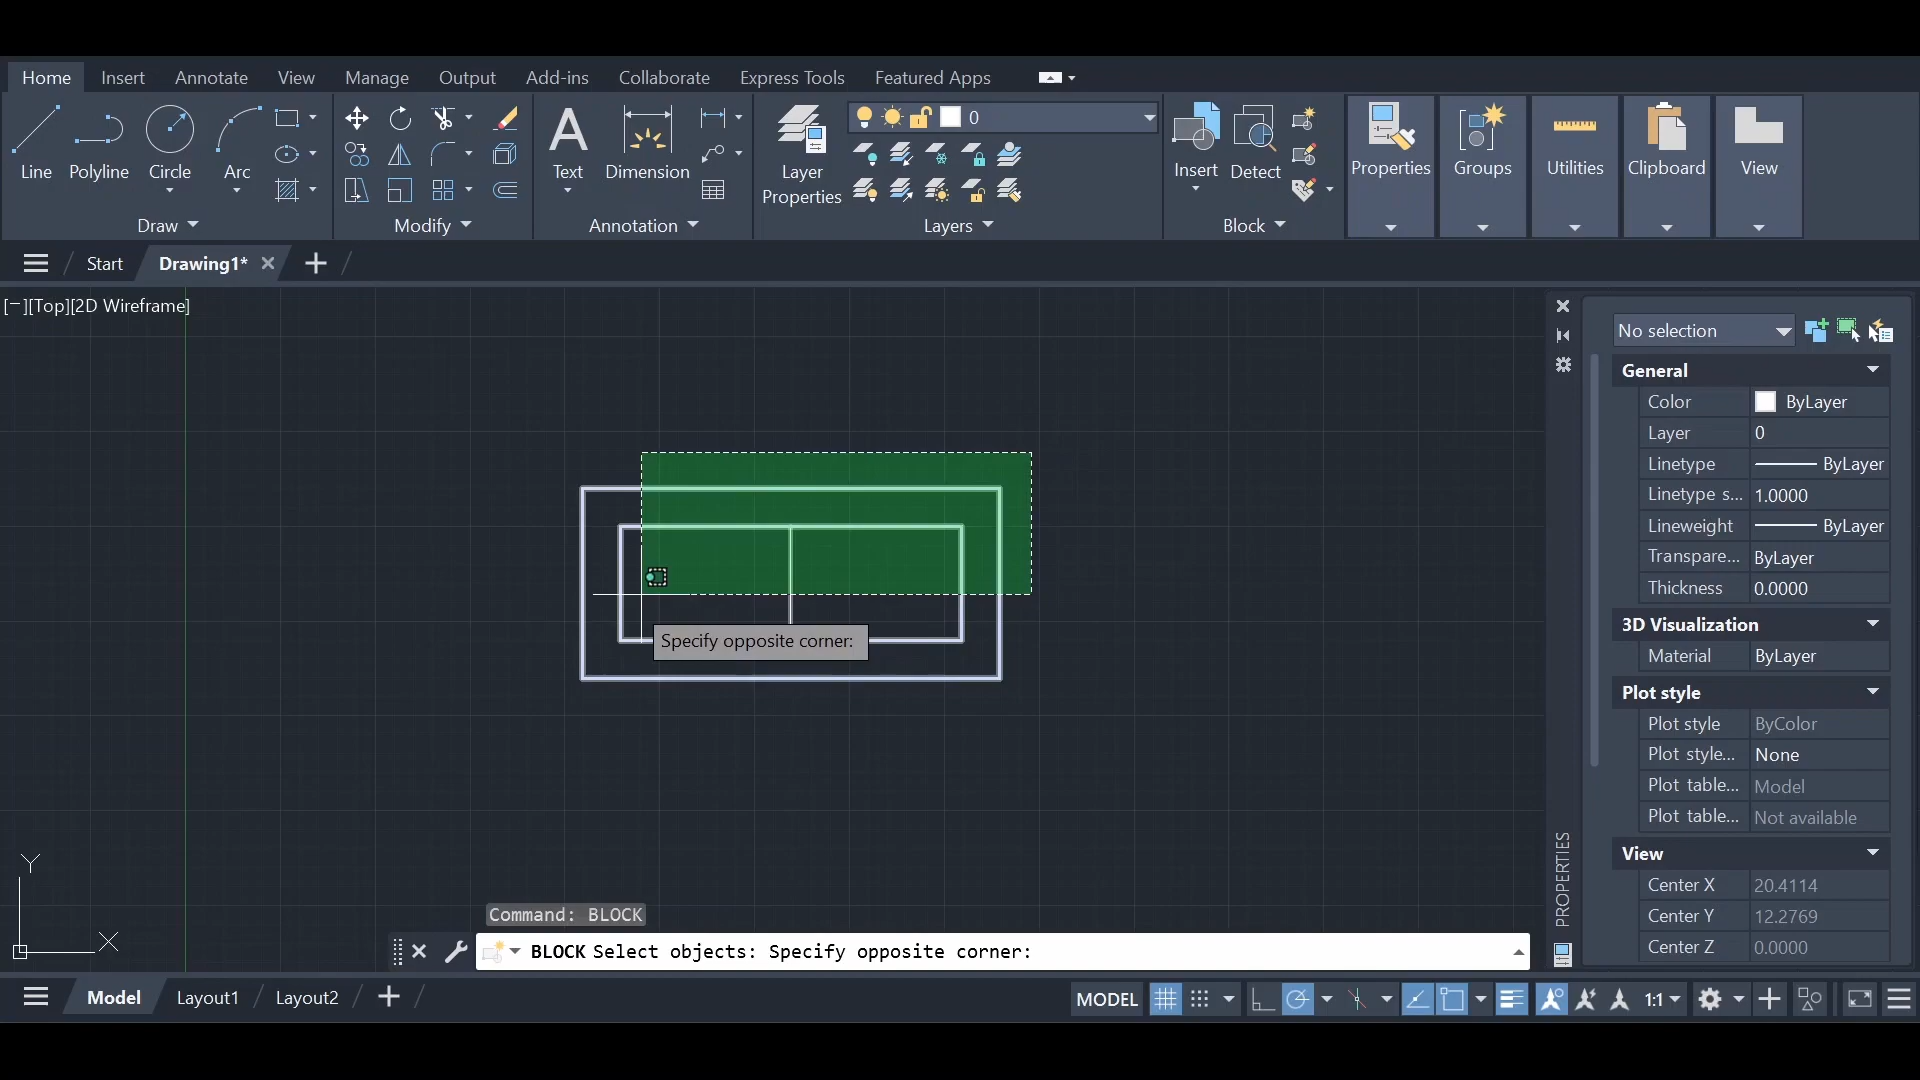 Home Insert Annotate View Manage Output Add-ins Collaborate Express Tools Featured Apps
Line Polyline Circle Arc
Draw
Modify
Text Dimension
Annotation
Layer Properties
0
Layers
Insert Detect
Block
Properties Groups Utilities Clipboard View
Start Drawing1*
[−][Top][2D Wireframe]
Specify opposite corner:
Y
X
Command: BLOCK
BLOCK Select objects: Specify opposite corner:
PROPERTIES
No selection
General
Color ByLayer
Layer 0
Linetype ByLayer
Linetype s... 1.0000
Lineweight ByLayer
Transpare... ByLayer
Thickness 0.0000
3D Visualization
Material ByLayer
Plot style
Plot style ByColor
Plot style... None
Plot table... Model
Plot table... Not available
View
Center X 20.4114
Center Y 12.2769
Center Z 0.0000
Model Layout1 Layout2
MODEL 1:1